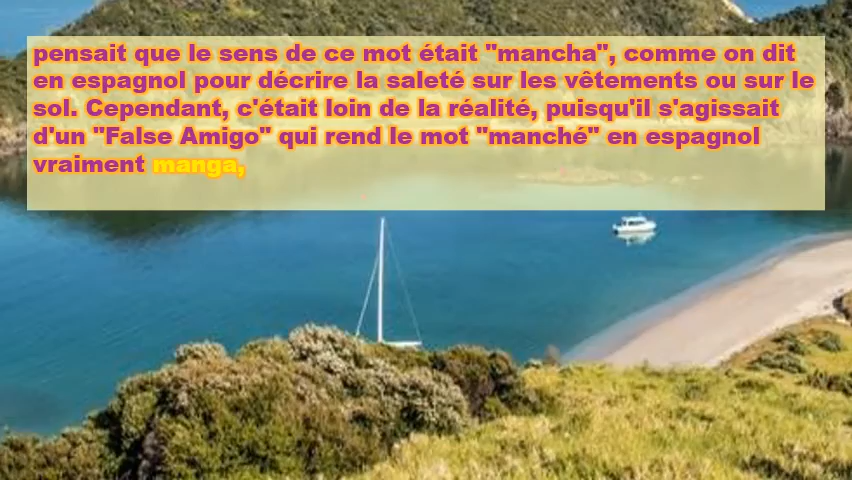 pensait que le sens de ce mot était "mancha", comme on dit
en espagnol pour décrire la saleté sur les vêtements ou sur le
sol. Cependant, c'était loin de la réalité, puisqu'il s'agissait
d'un "False Amigo" qui rend le mot "manché" en espagnol
vraiment manga,